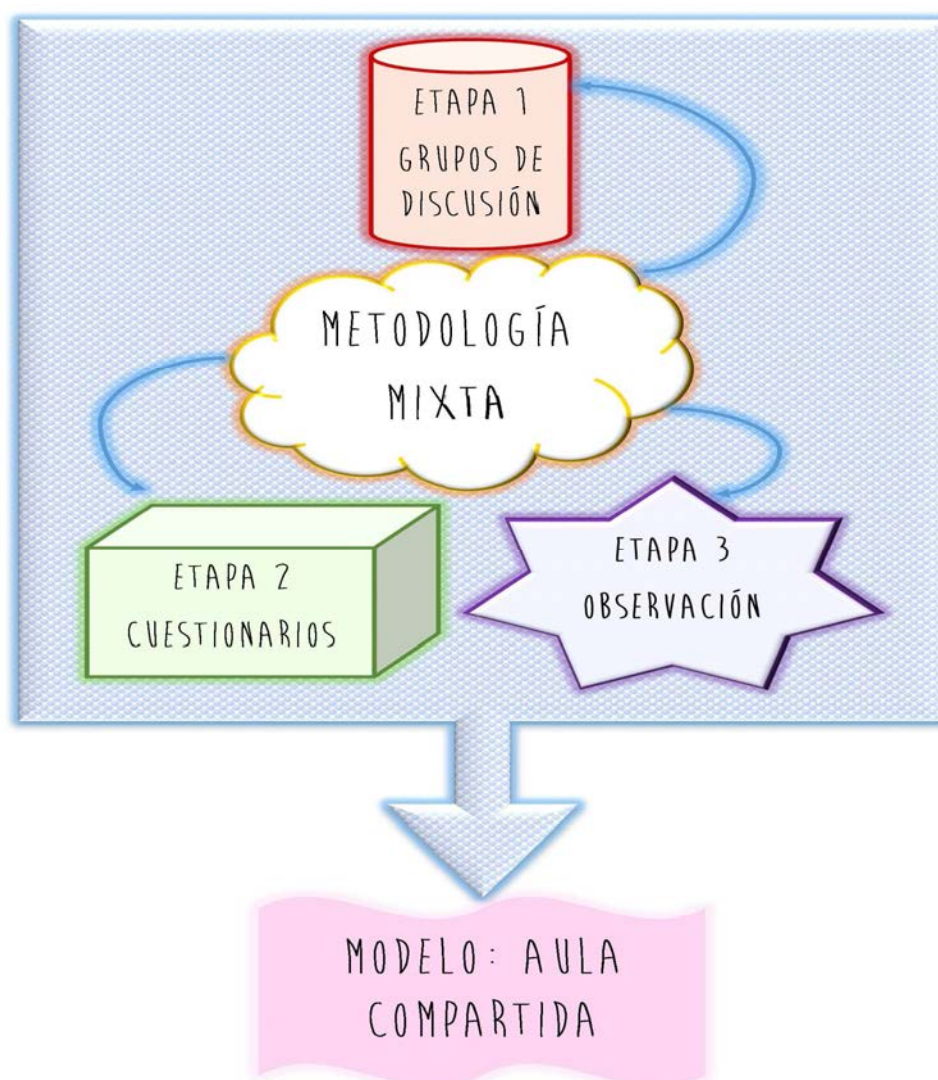 ETAPA 1
GRUPOS DE
DISCUSIÓN
METODOLOGÍA
MIXTA
ETAPA 2
CUESTIONARIOS
ETAPA 3
OBSERVACIÓN
MODELO: AULA
COMPARTIDA